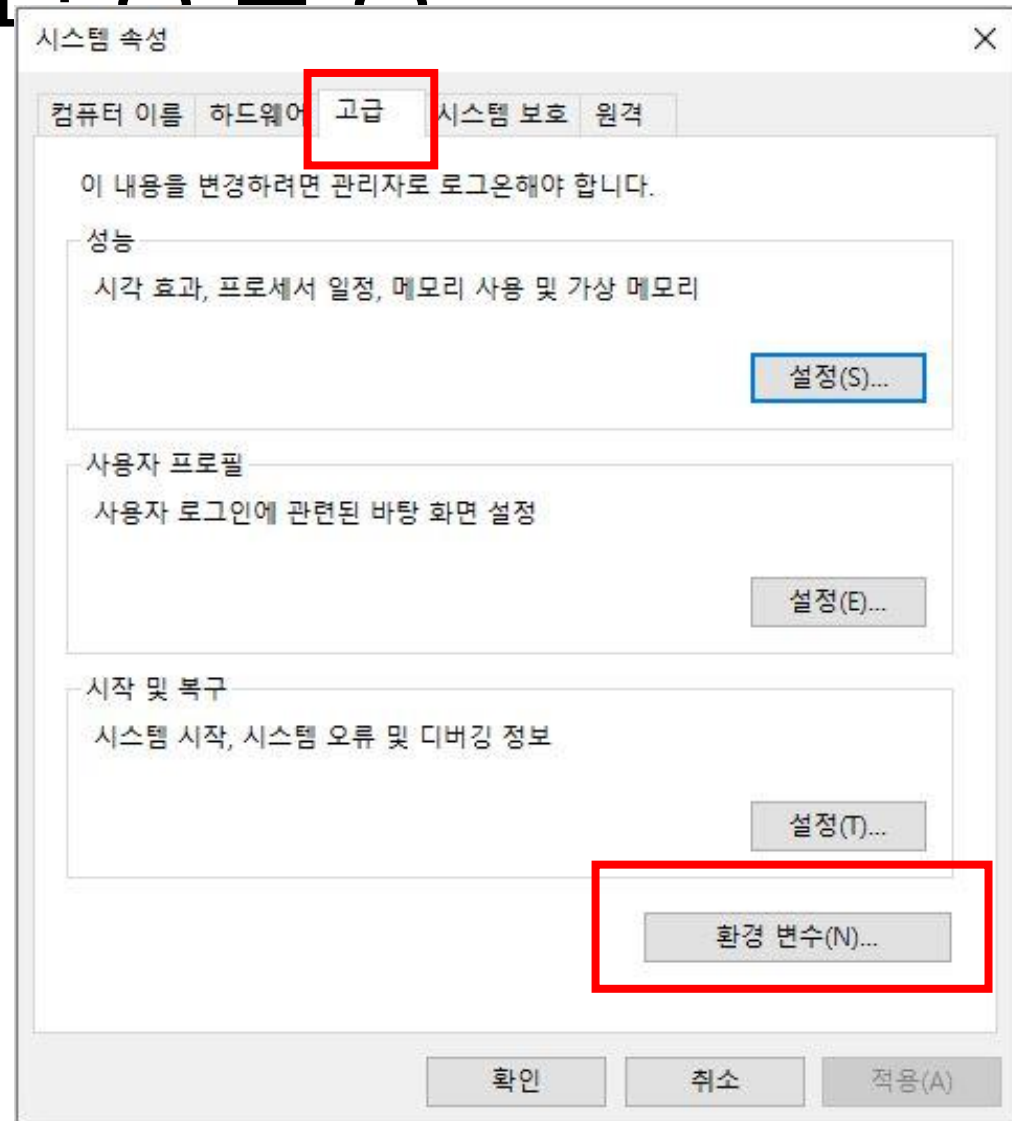 시스템 속성
컴퓨터 이름 하드웨어 고급 시스템 보호 원격
이 내용을 변경하려면 관리자로 로그온해야 합니다.
성능
시각 효과, 프로세서 일정, 메모리 사용 및 가상 메모리
설정(S)...
사용자 프로필
사용자 로그인에 관련된 바탕 화면 설정
설정(E)...
시작 및 복구
시스템 시작, 시스템 오류 및 디버깅 정보
설정(T)...
환경 변수(N)...
확인 취소 적용(A)